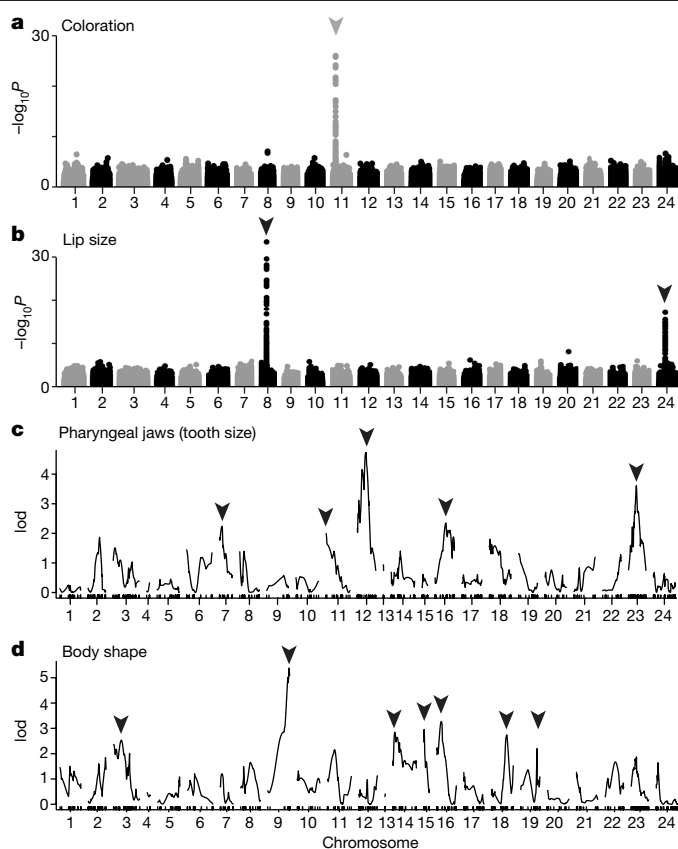 a Coloration
30
0
–log10P
1 2 3 4 5 6 7 8 9 10 11 12 13 14 15 16 17 18 19 20 21 22 23 24
b Lip size
30
0
–log10P
1 2 3 4 5 6 7 8 9 10 11 12 13 14 15 16 17 18 19 20 21 22 23 24
c Pharyngeal jaws (tooth size)
4
3
2
1
0
lod
1 2 3 4 5 6 7 8 9 10 11 12 13 14 15 16 17 18 19 20 21 22 23 24
d Body shape
5
4
3
2
1
0
lod
1 2 3 4 5 6 7 8 9 10 11 12 13 14 15 16 17 18 19 20 21 22 23 24
Chromosome